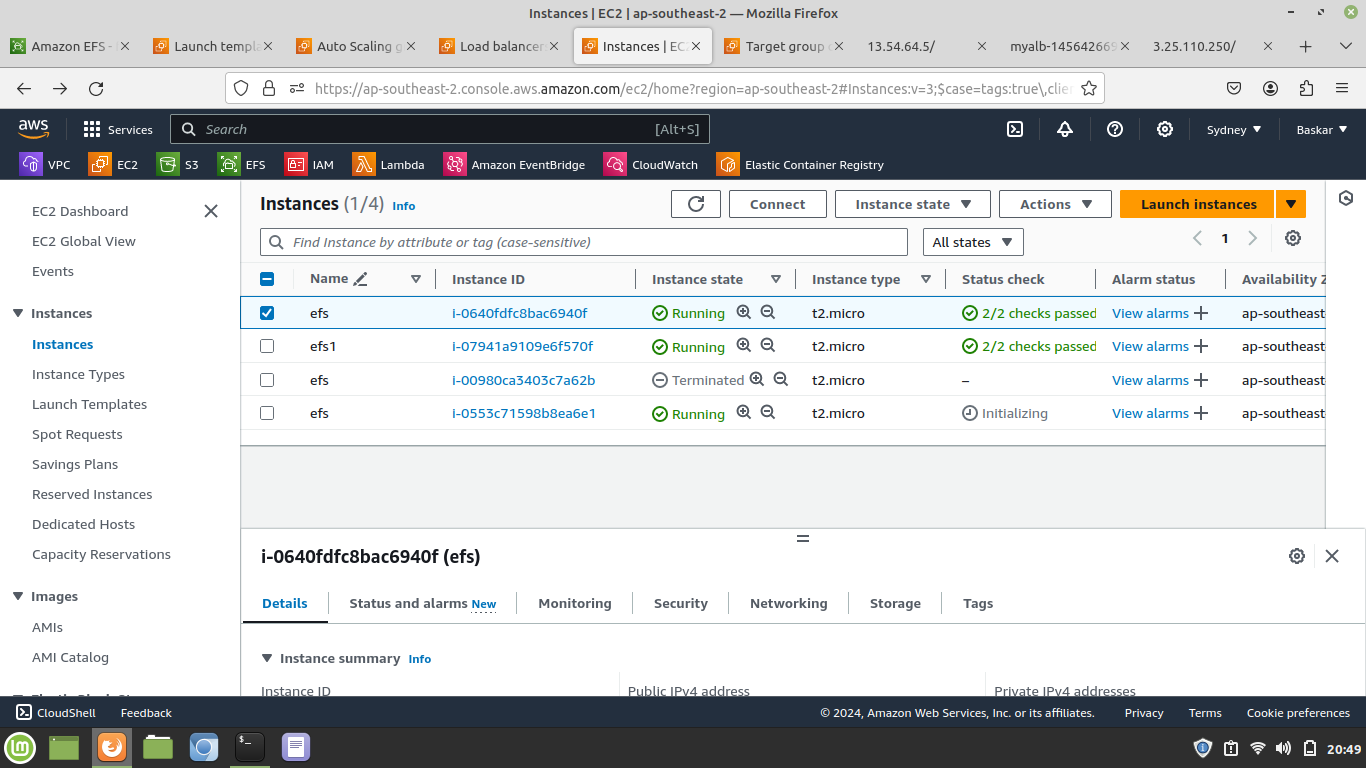 Instances | EC2 | ap-southeast-2 — Mozilla Firefox
Amazon EFS - Launch templa Auto Scaling g Load balancer Instances | EC Target group 13.54.64.5/ myalb-145642669 3.25.110.250/
https://ap-southeast-2.console.aws.amazon.com/ec2/home?region=ap-southeast-2#Instances:v=3;$case=tags:true\,clien
aws Services Search [Alt+S] Sydney Baskar
VPC EC2 S3 EFS IAM Lambda Amazon EventBridge CloudWatch Elastic Container Registry
EC2 Dashboard
EC2 Global View
Events
Instances
Instances
Instance Types
Launch Templates
Spot Requests
Savings Plans
Reserved Instances
Dedicated Hosts
Capacity Reservations
Images
AMIs
AMI Catalog
Instances (1/4) Info Connect Instance state Actions Launch instances
Find Instance by attribute or tag (case-sensitive) All states 1
Name Instance ID Instance state Instance type Status check Alarm status Availability Z
efs i-0640fdfc8bac6940f Running t2.micro 2/2 checks passed View alarms ap-southeast
efs1 i-07941a9109e6f570f Running t2.micro 2/2 checks passed View alarms ap-southeast
efs i-00980ca3403c7a62b Terminated t2.micro – View alarms ap-southeast
efs i-0553c71598b8ea6e1 Running t2.micro Initializing View alarms ap-southeast
i-0640fdfc8bac6940f (efs)
Details Status and alarms New Monitoring Security Networking Storage Tags
Instance summary Info
Instance ID Public IPv4 address Private IPv4 addresses
CloudShell Feedback © 2024, Amazon Web Services, Inc. or its affiliates. Privacy Terms Cookie preferences
20:49